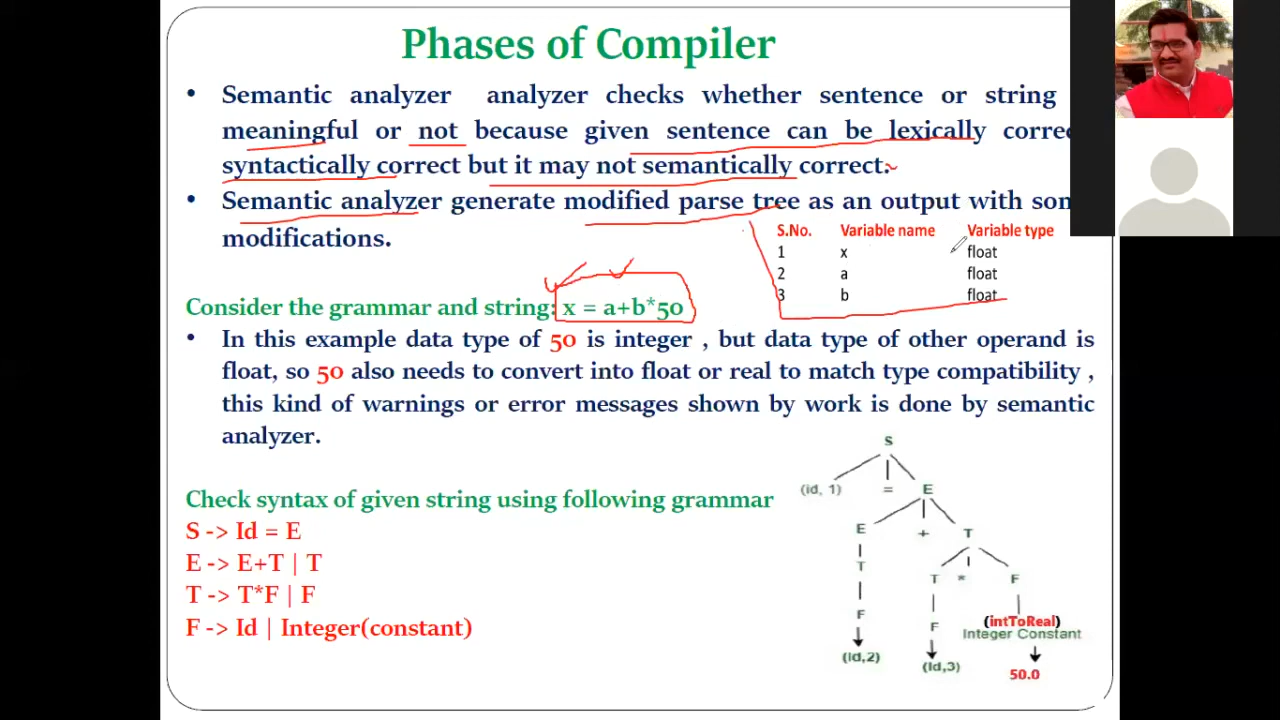 Phases of Compiler
• Semantic analyzer analyzer checks whether sentence or string
meaningful or not because given sentence can be lexically correc
syntactically correct but it may not semantically correct.
• Semantic analyzer generate modified parse tree as an output with som
modifications.
S.No. Variable name Variable type
1 x float
2 a float
3 b float
Consider the grammar and string: x = a+b*50
• In this example data type of 50 is integer , but data type of other operand is
float, so 50 also needs to convert into float or real to match type compatibility ,
this kind of warnings or error messages shown by work is done by semantic
analyzer.
Check syntax of given string using following grammar
S -> Id = E
E -> E+T | T
T -> T*F | F
F -> Id | Integer(constant)
S
(id, 1) = E
E + T
T T * F
F F (intToReal)
Integer Constant
(id,2) (id,3) 50.0